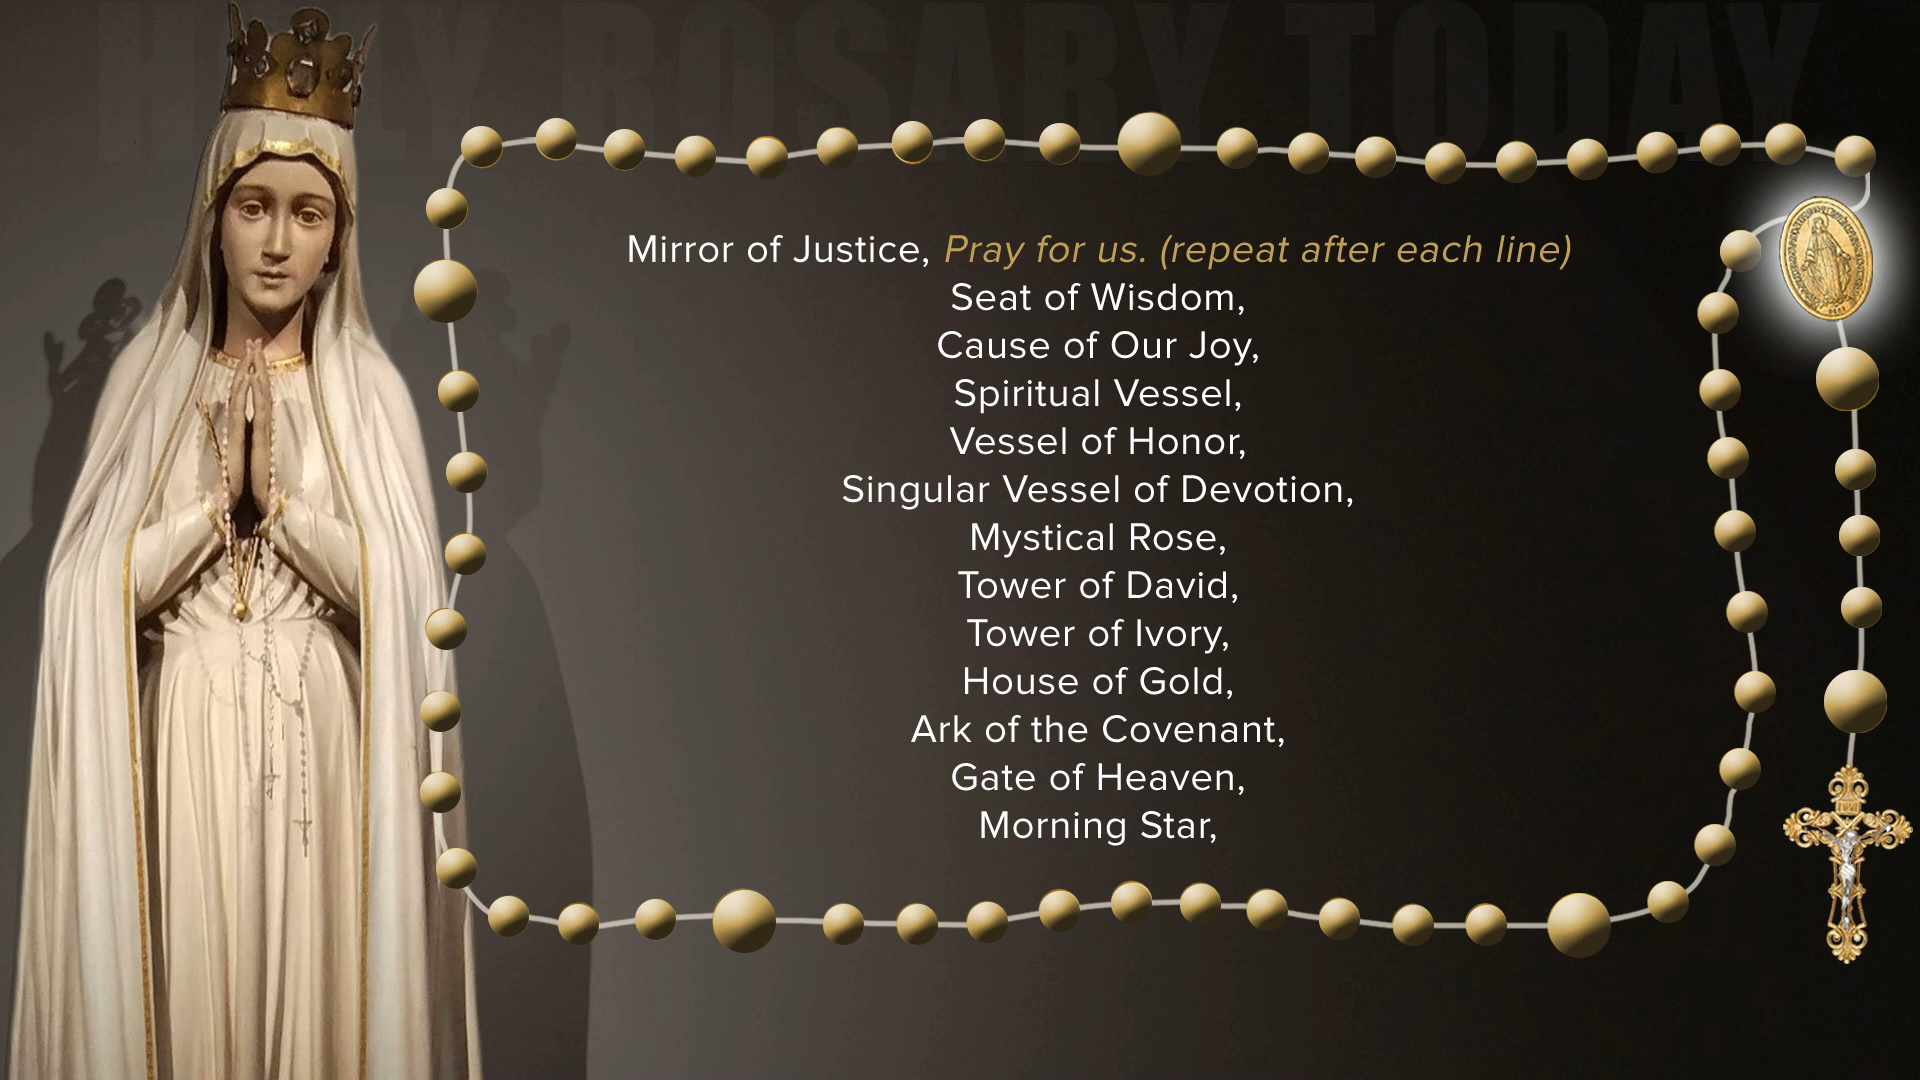 HOLY ROSARY TODAY
Mirror of Justice, Pray for us. (repeat after each line)
Seat of Wisdom,
Cause of Our Joy,
Spiritual Vessel,
Vessel of Honor,
Singular Vessel of Devotion,
Mystical Rose,
Tower of David,
Tower of Ivory,
House of Gold,
Ark of the Covenant,
Gate of Heaven,
Morning Star,